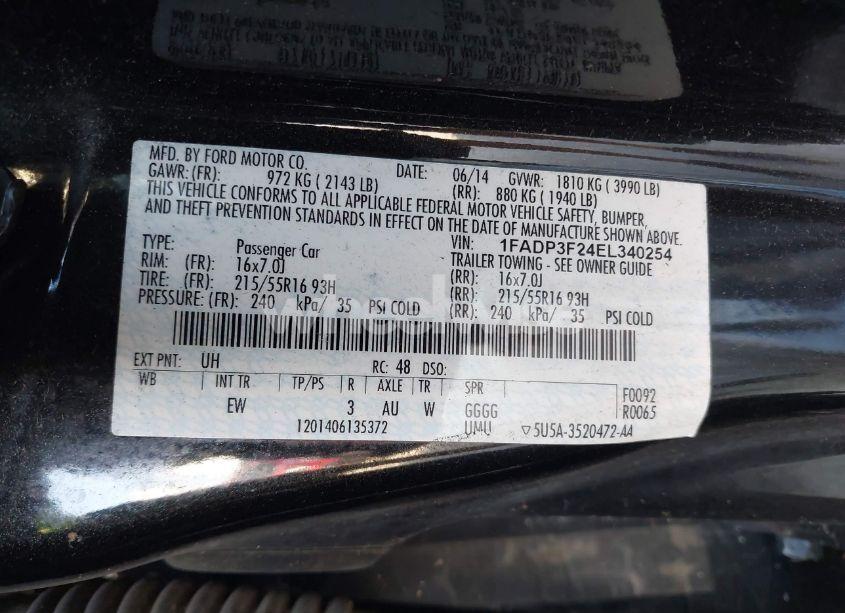 MFD. BY FORD MOTOR CO.
DATE: 06/14 GVWR: 1810 KG ( 3990 LB)
GAWR: (FR): 972 KG ( 2143 LB) (RR): 880 KG ( 1940 LB)
THIS VEHICLE CONFORMS TO ALL APPLICABLE FEDERAL MOTOR VEHICLE SAFETY, BUMPER,
AND THEFT PREVENTION STANDARDS IN EFFECT ON THE DATE OF MANUFACTURE SHOWN ABOVE.
VIN: 1FADP3F24EL340254
TYPE: Passenger Car TRAILER TOWING - SEE OWNER GUIDE
RIM: (FR): 16x7.0J (RR): 16x7.0J
TIRE: (FR): 215/55R16 93H (RR): 215/55R16 93H
PRESSURE: (FR): 240 kPa/ 35 PSI COLD (RR): 240 kPa/ 35 PSI COLD
EXT PNT: UH RC: 48 DSO:
WB INT TR TP/PS R AXLE TR SPR F0092
EW 3 AU W GGGG R0065
1201406135372 UMU ▽5U5A-3520472-AA